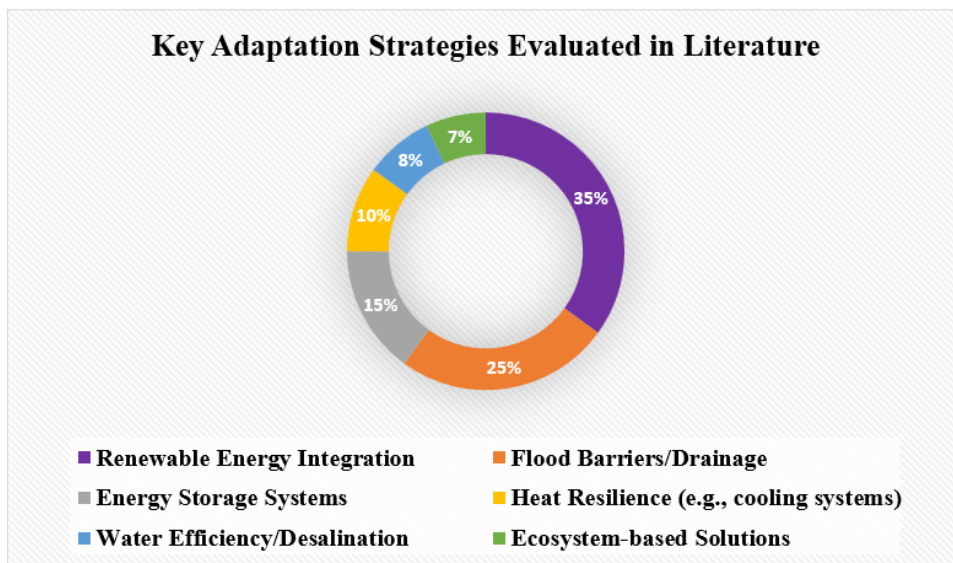 Key Adaptation Strategies Evaluated in Literature
7%
8%
35%
10%
15%
25%
Renewable Energy Integration
Flood Barriers/Drainage
Energy Storage Systems
Heat Resilience (e.g., cooling systems)
Water Efficiency/Desalination
Ecosystem-based Solutions